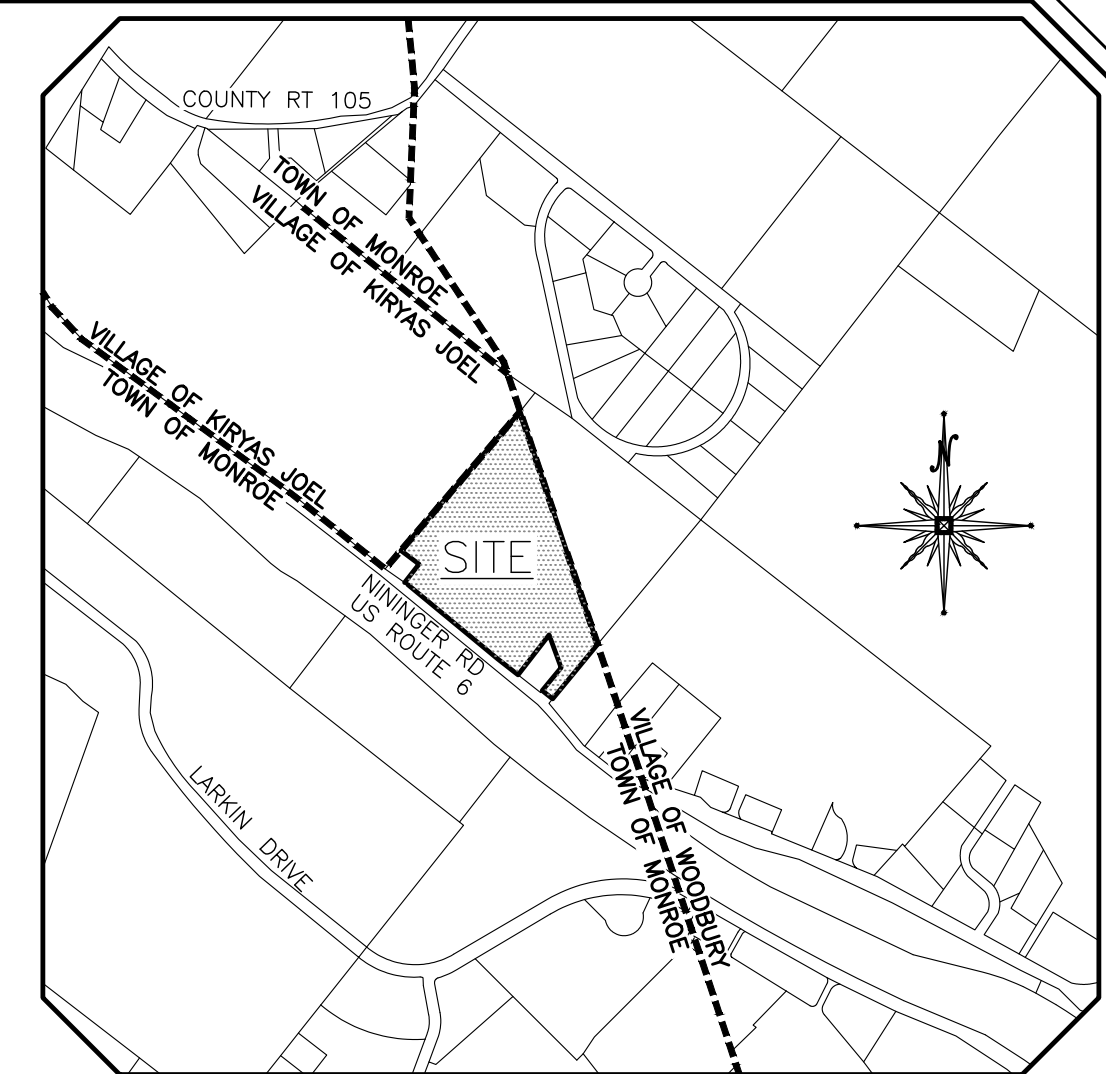 COUNTY RT 105
TOWN OF MONROE
VILLAGE OF KIRYAS JOEL
VILLAGE OF KIRYAS JOEL
TOWN OF MONROE
N
SITE
NININGER RD
US ROUTE 6
LARKIN DRIVE
VILLAGE OF WOODBURY
TOWN OF MONROE